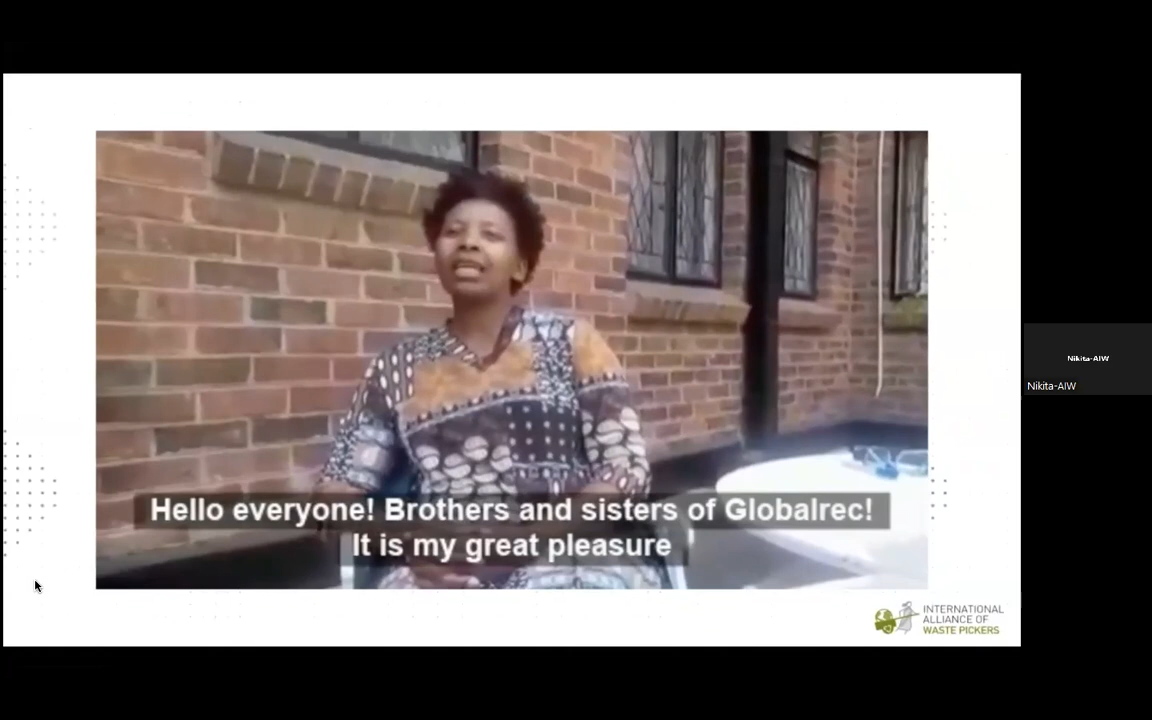 Hello everyone! Brothers and sisters of Globalrec!
It is my great pleasure
INTERNATIONAL
ALLIANCE OF
WASTE PICKERS
Nikita-AIW
Nikita-AIW